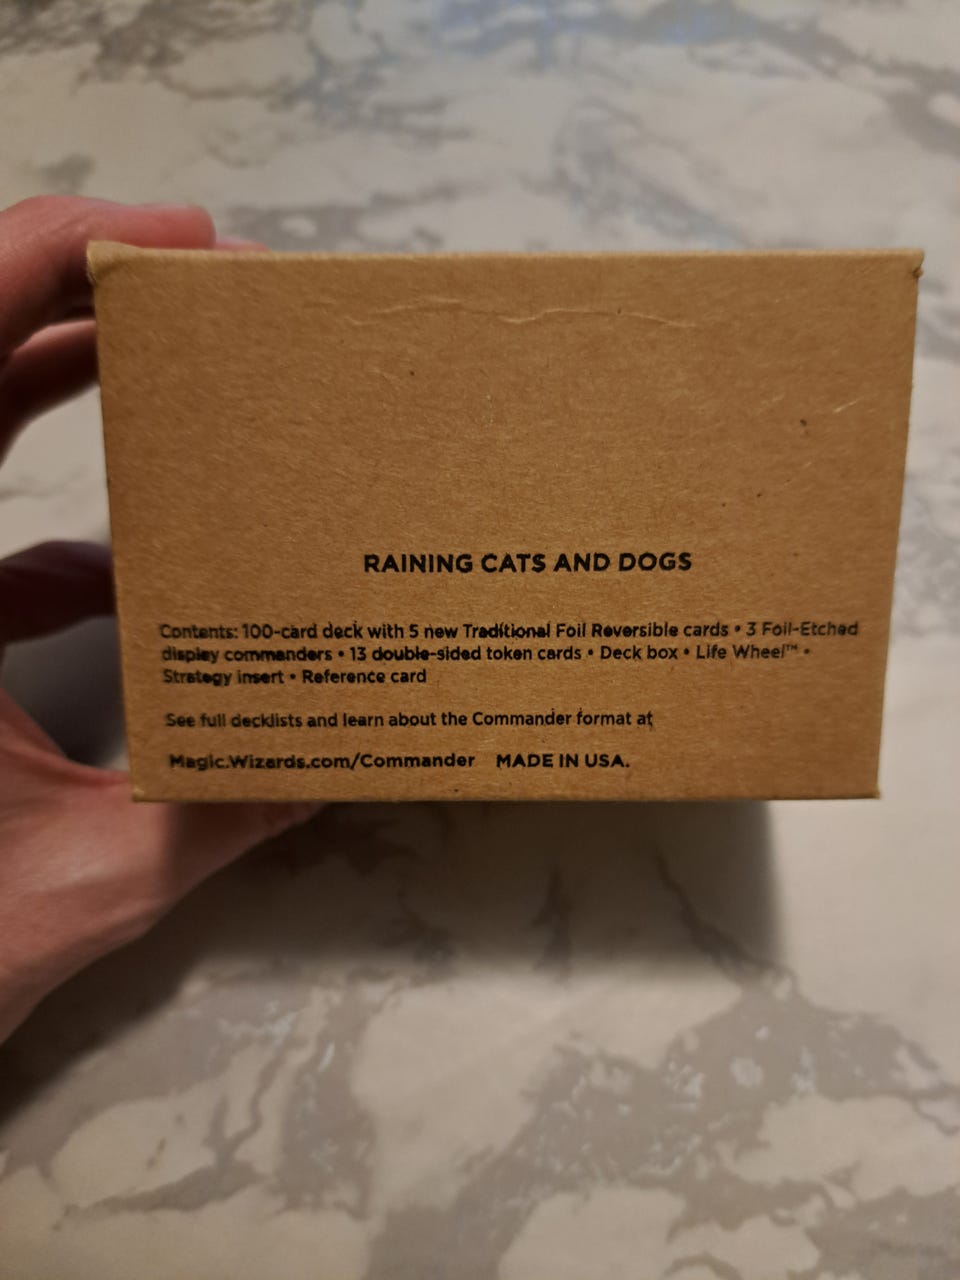 RAINING CATS AND DOGS
Contents: 100-card deck with 5 new Traditional Foil Reversible cards • 3 Foil-Etched
display commanders • 13 double-sided token cards • Deck box • Life Wheel™ •
Strategy insert • Reference card
See full decklists and learn about the Commander format at
Magic.Wizards.com/Commander MADE IN USA.